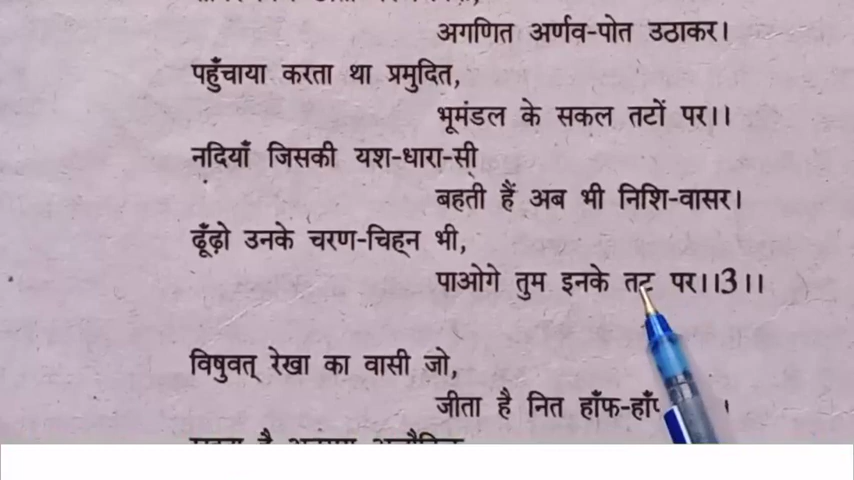 अगणित अर्णव-पोत उठाकर।
पहुँचाया करता था प्रमुदित,
भूमंडल के सकल तटों पर।।
नदियाँ जिसकी यश-धारा-सी
बहती हैं अब भी निशि-वासर।
ढूँढ़ो उनके चरण-चिह्न भी,
पाओगे तुम इनके तट पर।।3।।
विषुवत् रेखा का वासी जो,
जीता है नित हाँफ-हाँफ